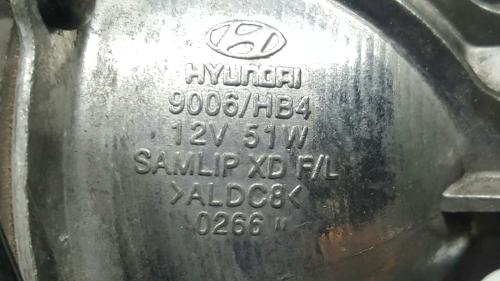 HYUNDAI
9006/HB4
12V 51W
SAMLIP XD F/L
>ALDC8<
0266